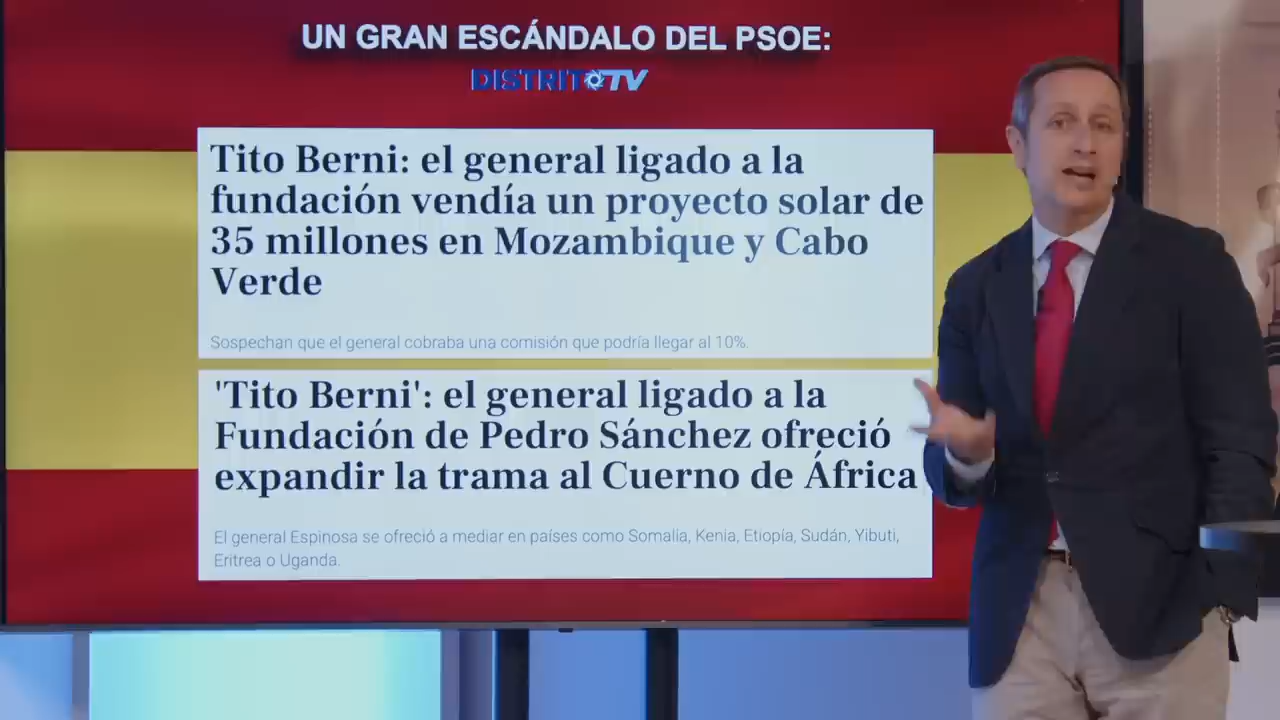 UN GRAN ESCÁNDALO DEL PSOE:
DISTRITOTV
Tito Berni: el general ligado a la
fundación vendía un proyecto solar de
35 millones en Mozambique y Cabo
Verde
Sospechan que el general cobraba una comisión que podría llegar al 10%.
'Tito Berni': el general ligado a la
Fundación de Pedro Sánchez ofreció
expandir la trama al Cuerno de África
El general Espinosa se ofreció a mediar en países como Somalía, Kenia, Etiopía, Sudán, Yibuti,
Eritrea o Uganda.